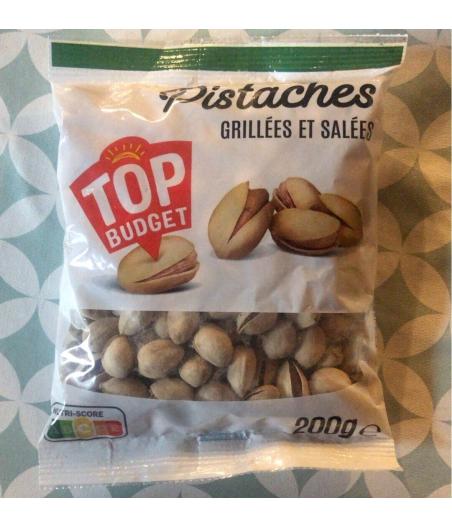 Pistaches
GRILLÉES ET SALÉES
TOP
BUDGET
NUTRI-SCORE
C
200g e